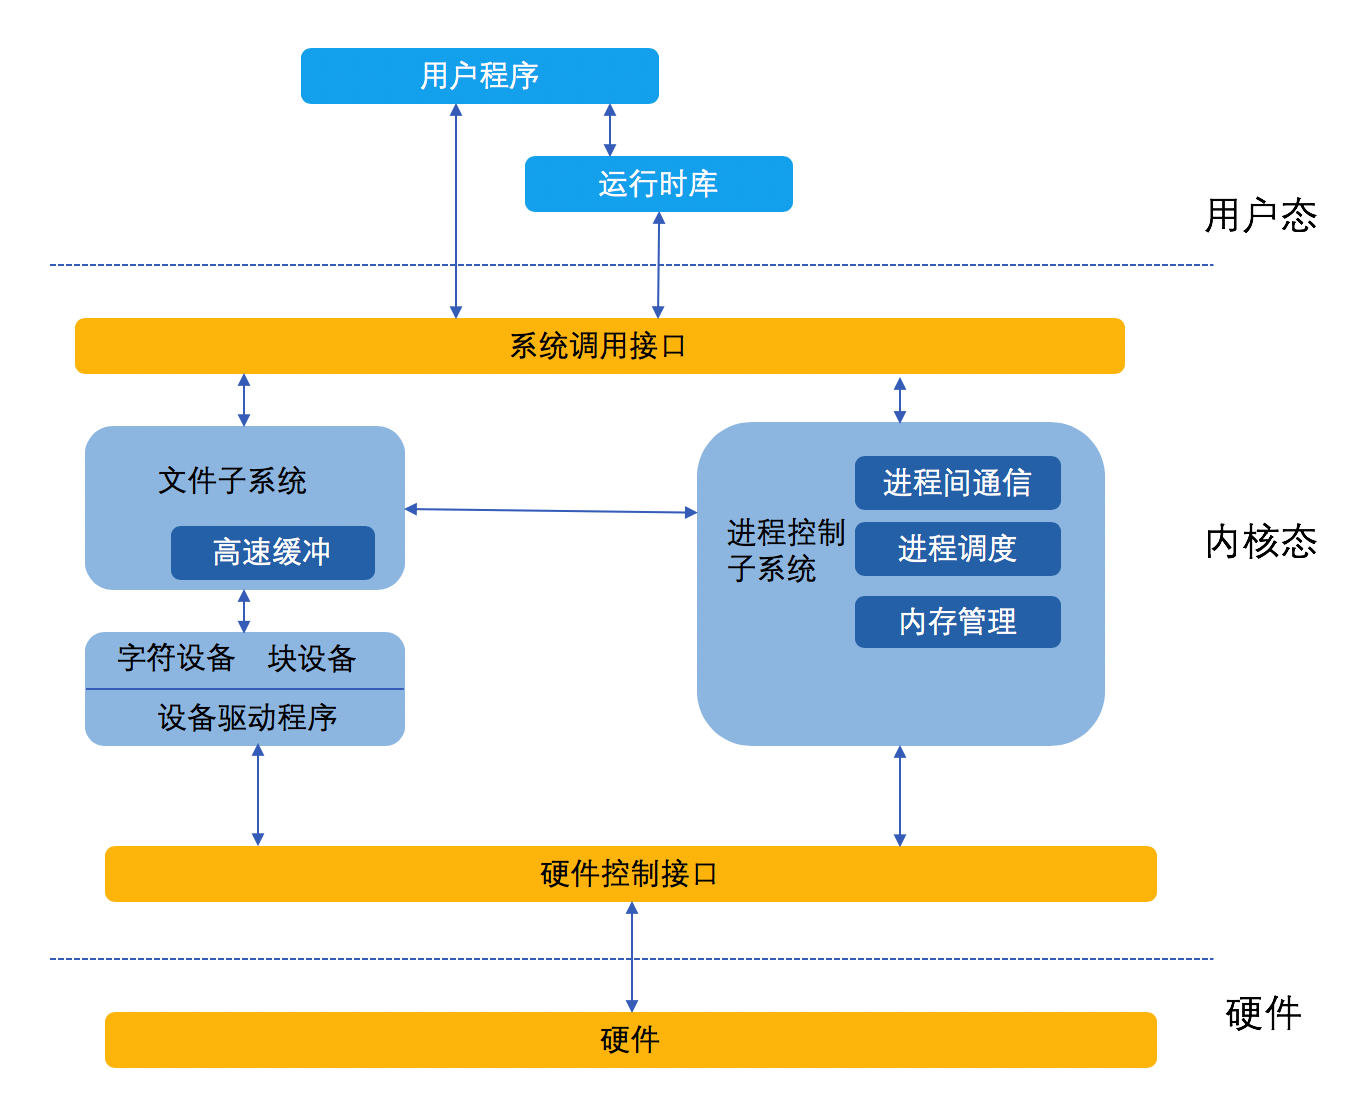 用户程序
运行时库
用户态
系统调用接口
文件子系统
高速缓冲
进程控制
子系统
进程间通信
进程调度
内存管理
内核态
字符设备 块设备
设备驱动程序
硬件控制接口
硬件
硬件